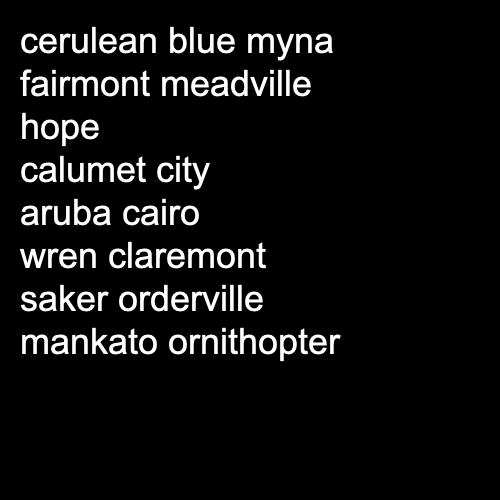 cerulean blue myna
fairmont meadville
hope
calumet city
aruba cairo
wren claremont
saker orderville
mankato ornithopter